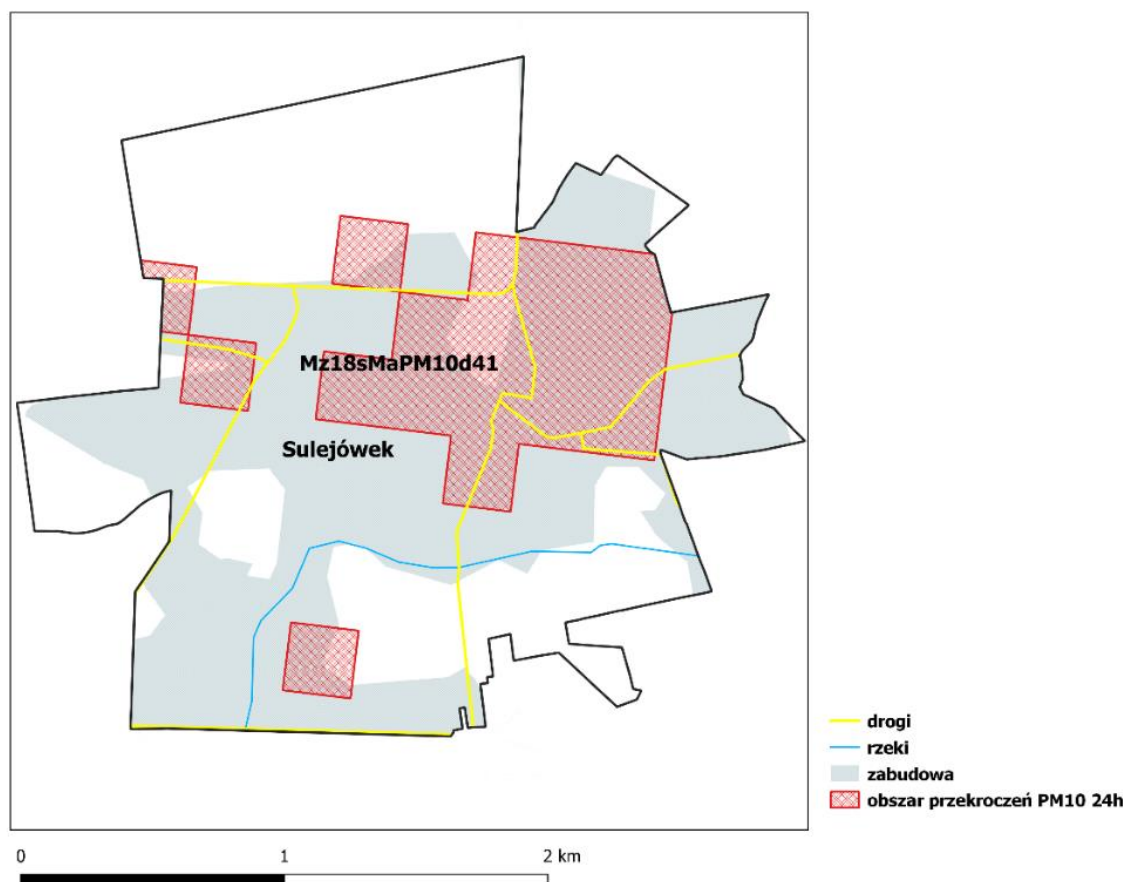 Mz18sMaPM10d41
Sulejówek
drogi
rzeki
zabudowa
obszar przekroczeń PM10 24h
0 1 2 km